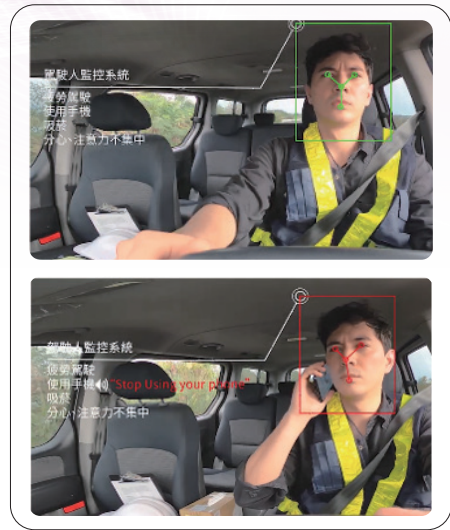 駕駛人監控系統
疲勞駕駛
使用手機
吸菸
分心、注意力不集中
駕駛人監控系統
疲勞駕駛
使用手機 "Stop Using your phone"
吸菸
分心、注意力不集中